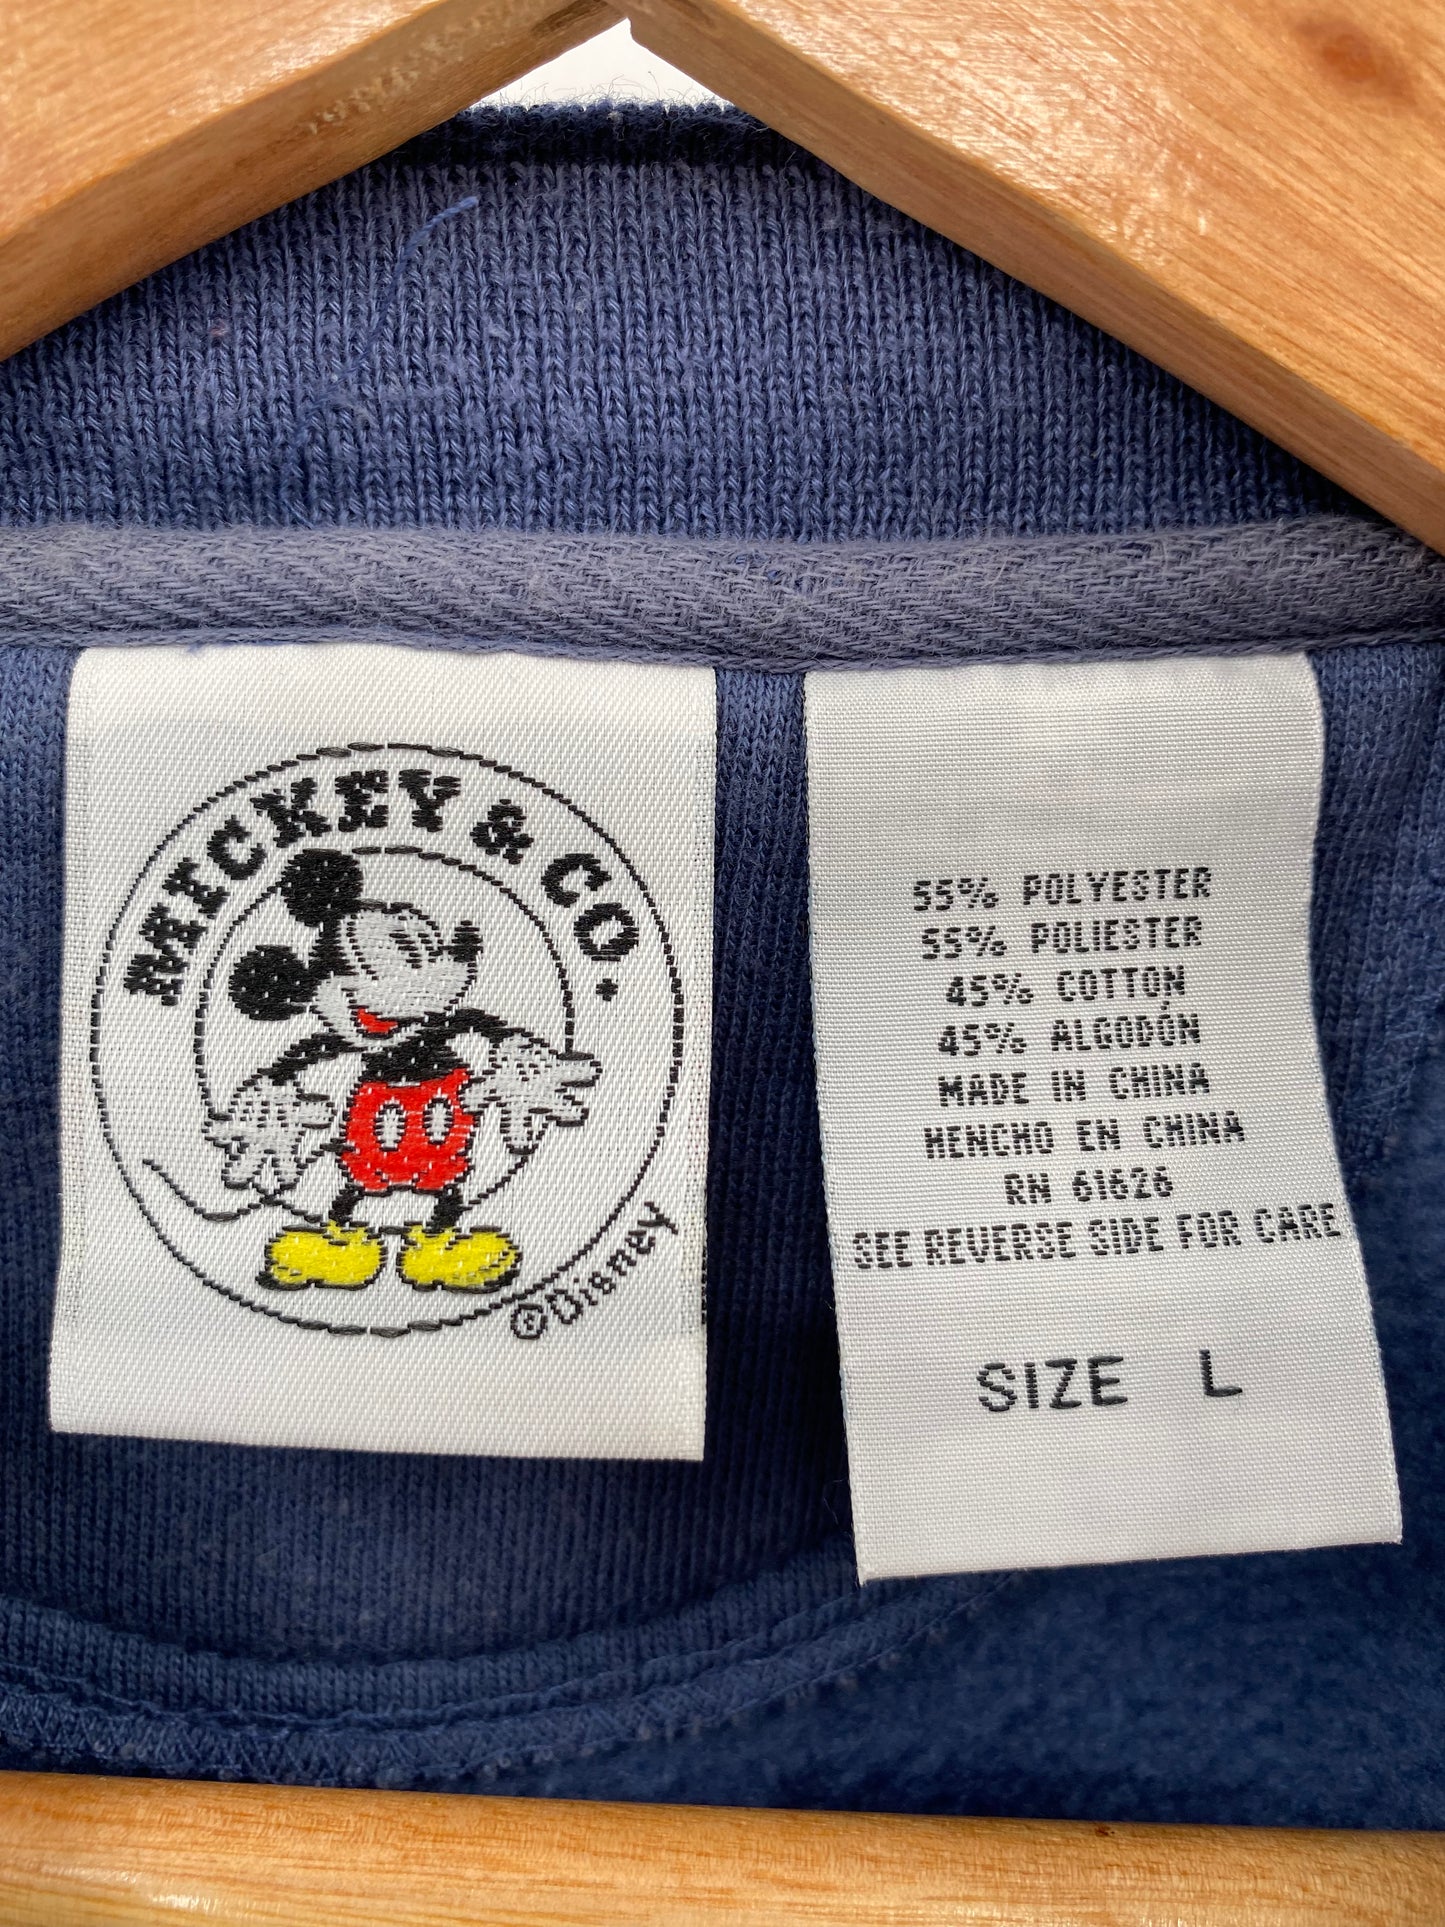 MICKEY & CO.
©Disney
55% POLYESTER
55% POLIESTER
45% COTTON
45% ALGODÓN
MADE IN CHINA
HENCHO EN CHINA
RN 61626
SEE REVERSE SIDE FOR CARE
SIZE L